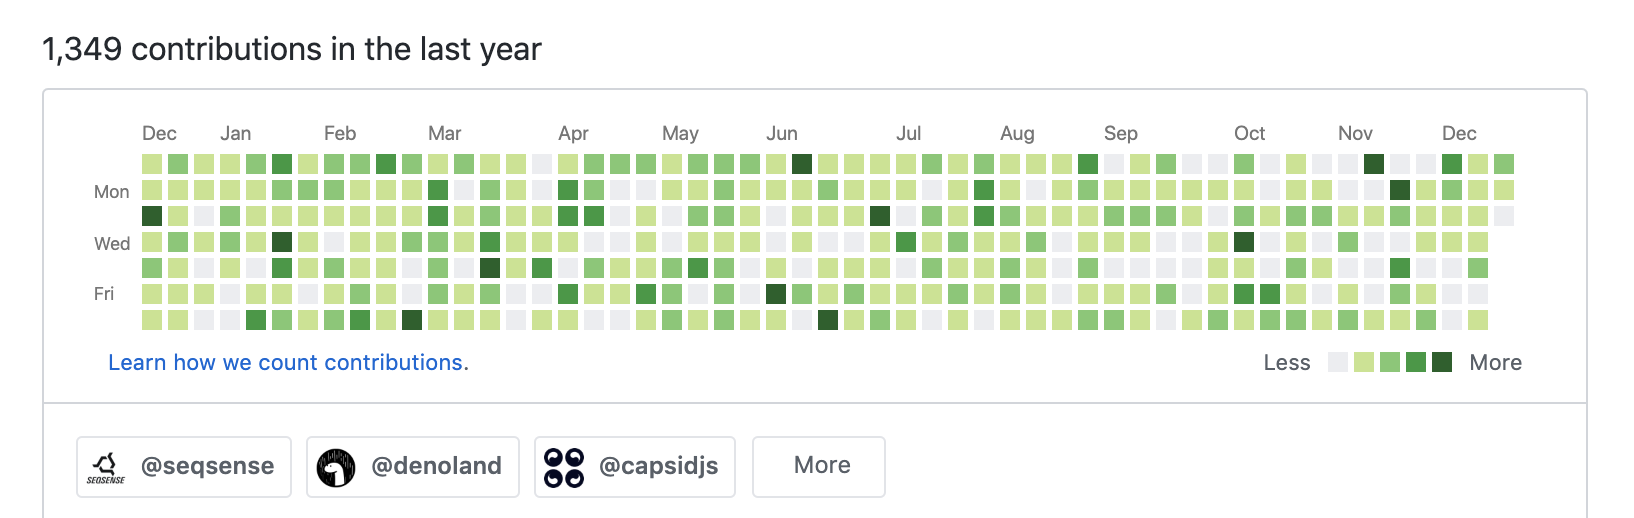 1,349 contributions in the last year
Dec Jan Feb Mar Apr May Jun Jul Aug Sep Oct Nov Dec
Mon
Wed
Fri
Learn how we count contributions. Less More
SEQSENSE @seqsense @denoland @capsidjs More